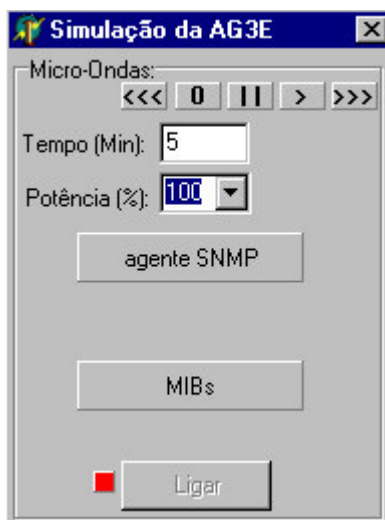 Simulação da AG3E
Micro-Ondas:
<<< 0 || > >>>
Tempo (Min): 5
Potência (%): 100
agente SNMP
MIBs
Ligar